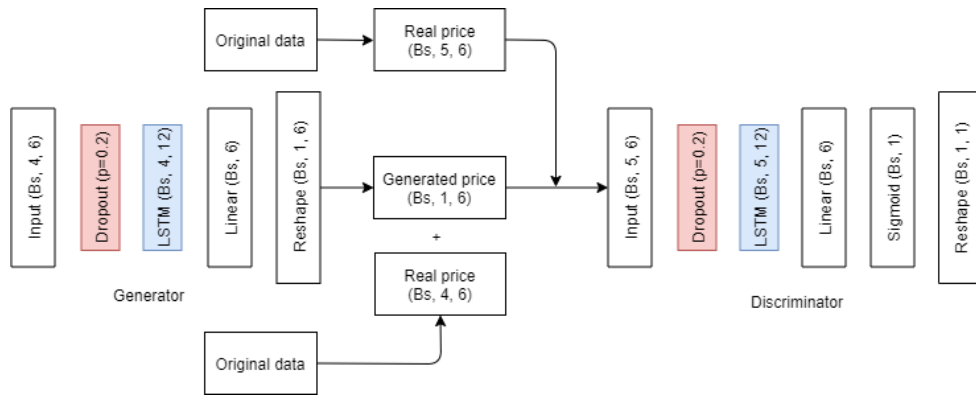 Original data
Real price
(Bs, 5, 6)
Input (Bs, 4, 6)
Dropout (p=0.2)
LSTM (Bs, 4, 12)
Linear (Bs, 6)
Reshape (Bs, 1, 6)
Generated price
(Bs, 1, 6)
+
Real price
(Bs, 4, 6)
Original data
Generator
Input (Bs, 5, 6)
Dropout (p=0.2)
LSTM (Bs, 5, 12)
Linear (Bs, 6)
Sigmoid (Bs, 1)
Reshape (Bs, 1, 1)
Discriminator